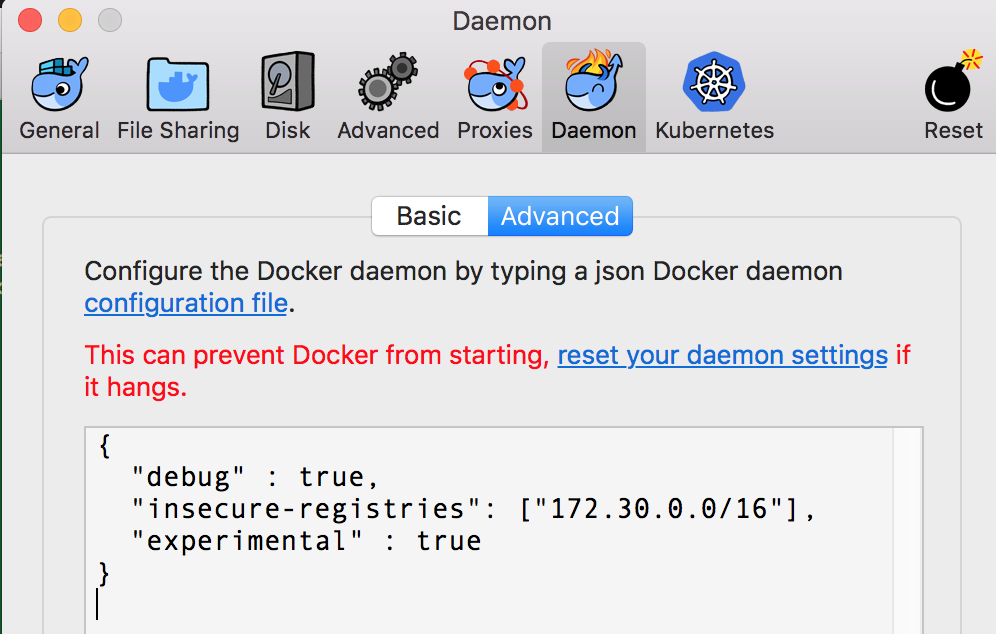 Daemon
General File Sharing Disk Advanced Proxies Daemon Kubernetes Reset
Basic Advanced
Configure the Docker daemon by typing a json Docker daemon
configuration file.
This can prevent Docker from starting, reset your daemon settings if
it hangs.
{
  "debug" : true,
  "insecure-registries": ["172.30.0.0/16"],
  "experimental" : true
}